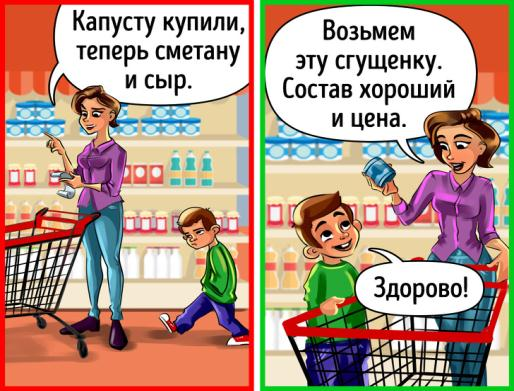 Капусту купили,
теперь сметану
и сыр.
Возьмем
эту сгущенку.
Состав хороший
и цена.
Здорово!